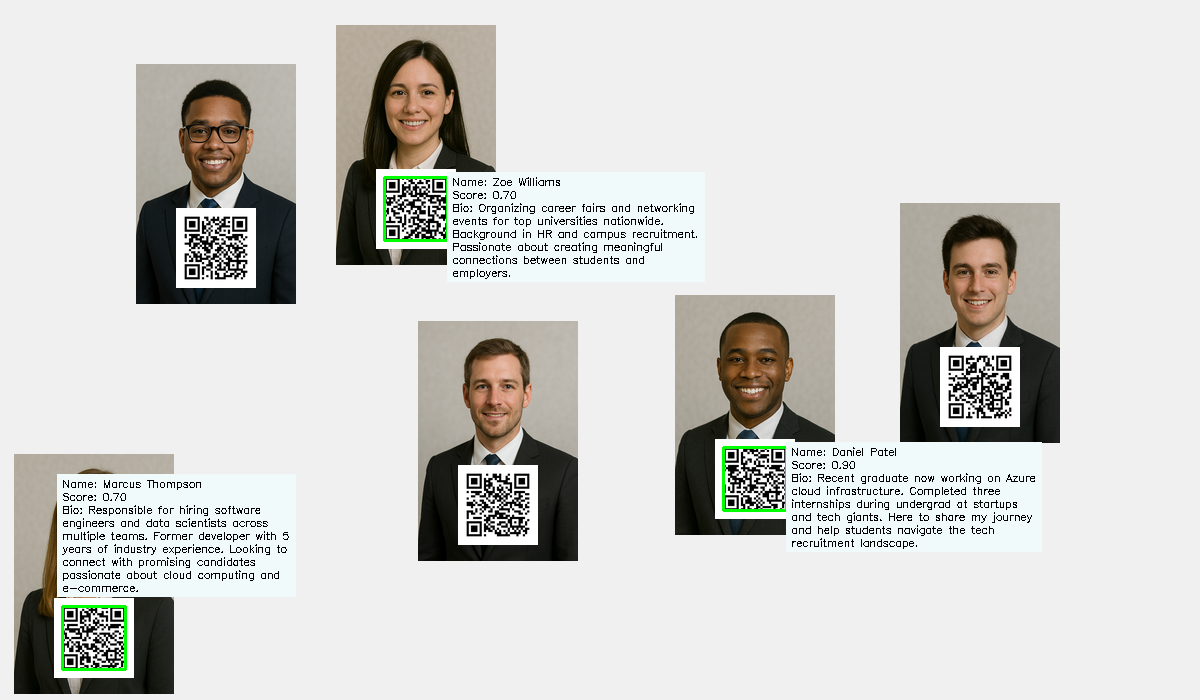 Name: Zoe Williams
Score: 0.70
Bio: Organizing career fairs and networking
events for top universities nationwide.
Background in HR and campus recruitment.
Passionate about creating meaningful
connections between students and
employers.
Name: Daniel Patel
Score: 0.90
Bio: Recent graduate now working on Azure
cloud infrastructure. Completed three
internships during undergrad at startups
and tech giants. Here to share my journey
and help students navigate the tech
recruitment landscape.
Name: Marcus Thompson
Score: 0.70
Bio: Responsible for hiring software
engineers and data scientists across
multiple teams. Former developer with 5
years of industry experience. Looking to
connect with promising candidates
passionate about cloud computing and
e-commerce.